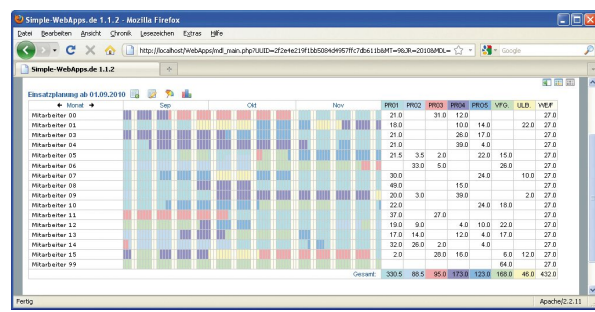 Simple-WebApps.de 1.1.2 - Mozilla Firefox
Datei Bearbeiten Ansicht Chronik Lesezeichen Extras Hilfe
http://localhost/WebApps/mdl_main.php?UUID=2f2e4e219f1bb5084d4957ffc7db611b&MT=9&JR=2010&MDL= Google
Simple-WebApps.de 1.1.2
Einsatzplanung ab 01.09.2010
Monat Sep Okt Nov PR01 PR02 PR03 PR04 PR05 VFG. ULB. WE/F
Mitarbeiter 00 21.0 31.0 12.0 27.0
Mitarbeiter 01 18.0 10.0 14.0 22.0 27.0
Mitarbeiter 03 21.0 26.0 17.0 27.0
Mitarbeiter 04 21.0 39.0 4.0 27.0
Mitarbeiter 05 21.5 3.5 2.0 22.0 15.0 27.0
Mitarbeiter 06 33.0 5.0 26.0 27.0
Mitarbeiter 07 30.0 24.0 10.0 27.0
Mitarbeiter 08 49.0 15.0 27.0
Mitarbeiter 09 20.0 3.0 39.0 2.0 27.0
Mitarbeiter 10 22.0 24.0 18.0 27.0
Mitarbeiter 11 37.0 27.0 27.0
Mitarbeiter 12 19.0 9.0 4.0 10.0 22.0 27.0
Mitarbeiter 13 17.0 14.0 12.0 4.0 17.0 27.0
Mitarbeiter 14 32.0 26.0 2.0 4.0 27.0
Mitarbeiter 15 2.0 28.0 16.0 6.0 12.0 27.0
Mitarbeiter 99 64.0 27.0
Gesamt: 330.5 88.5 95.0 173.0 123.0 168.0 46.0 432.0
Fertig Apache/2.2.11